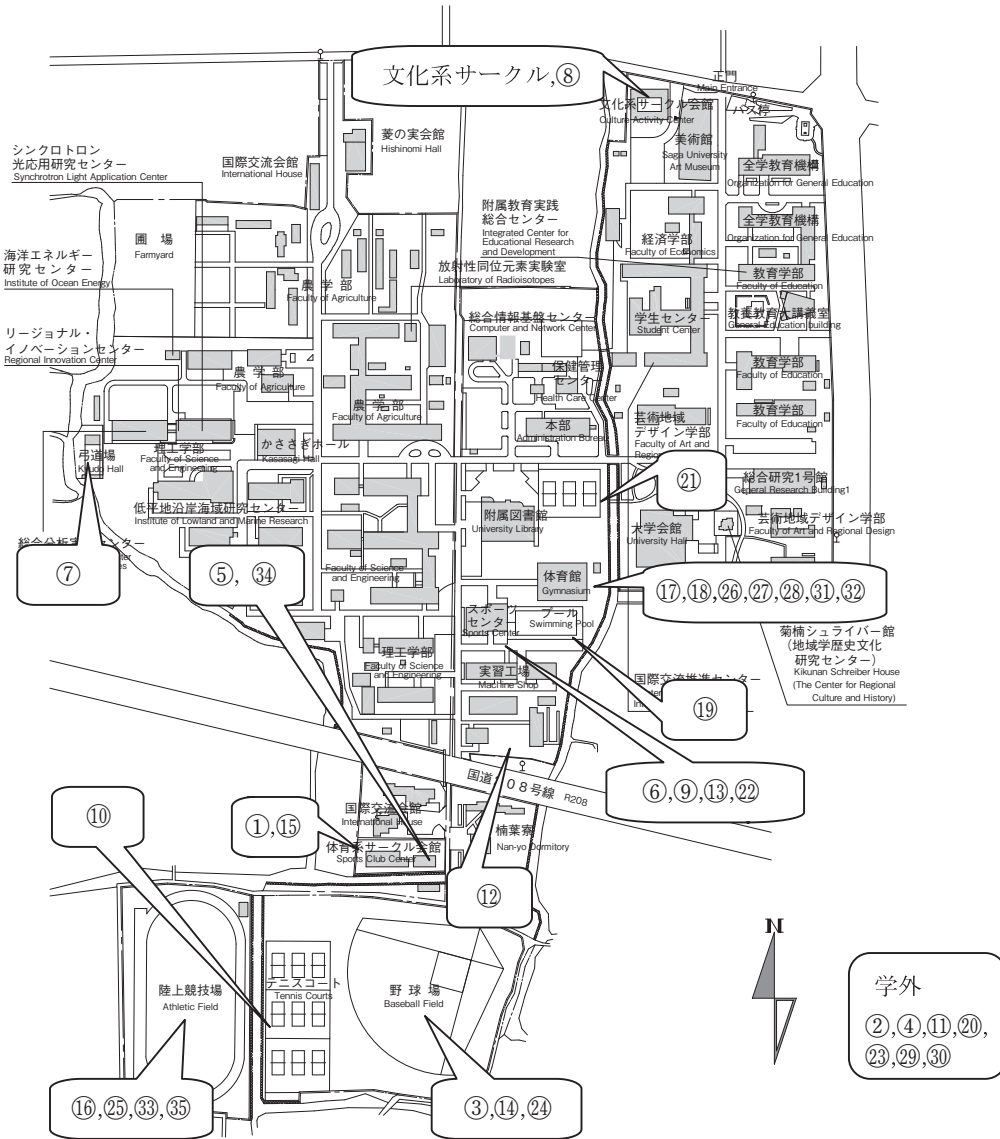 文化系サークル,⑧
正門
Main Entrance
バス停
文化系サークル会館
Culture Activity Center
美術館
Saga University
Art Museum
菱の実会館
Hishinomi Hall
シンクロトロン
光応用研究センター
Synchrotron Light Application Center
国際交流会館
International House
全学教育機構
Organization for General Education
附属教育実践
総合センター
Integrated Center for
Educational Research
and Development
圃場
Farmyard
全学教育機構
Organization for General Education
経済学部
Faculty of Economics
海洋エネルギー
研究センター
Institute of Ocean Energy
放射性同位元素実験室
Laboratory of Radioisotopes
教育学部
Faculty of Education
農学部
Faculty of Agriculture
総合情報基盤センター
Computer and Network Center
学生センター
Student Center
教養教育大講義室
General Education building
リージョナル・
イノベーションセンター
Regional Innovation Center
保健管理
センター
Health Care Center
教育学部
Faculty of Education
農学部
Faculty of Agriculture
農学部
Faculty of Agriculture
教育学部
Faculty of Education
芸術地域
デザイン学部
Faculty of Art and
本部
Administration Bureau
弓道場
Kyudo Hall
理工学部
Faculty of Science
and Engineering
かささぎホール
Kasasagi Hall
総合研究1号館
General Research Building1
㉑
低平地沿岸海域研究センター
Institute of Lowland and Marine Research
附属図書館
University Library
大学会館
University Hall
芸術地域デザイン学部
Faculty of Art and Regional Design
⑦
⑤, ㉞
Faculty of Science
and Engineering
体育館
Gymnasium
⑰,⑱,㉖,㉗,㉘,㉛,㉜
スポーツ
センター
Sports Center
プール
Swimming Pool
菊楠シュライバー館
(地域学歴史文化
研究センター)
Kikunan Schreiber House
(The Center for Regional
Culture and History)
理工学部
Faculty of Science
and Engineering
実習工場
Machine Shop
国際交流推進センター
⑲
⑥,⑨,⑬,㉒
R208
⑩
①,⑮
国際交流会館
International House
楠葉寮
Nan-yo Dormitory
体育系サークル会館
Sports Club Center
⑫
N
陸上競技場
Athletic Field
テニスコート
Tennis Courts
野球場
Baseball Field
学外
②,④,⑪,⑳,
㉓,㉙,㉚
⑯,㉕,㉝,㉟
③,⑭,㉔